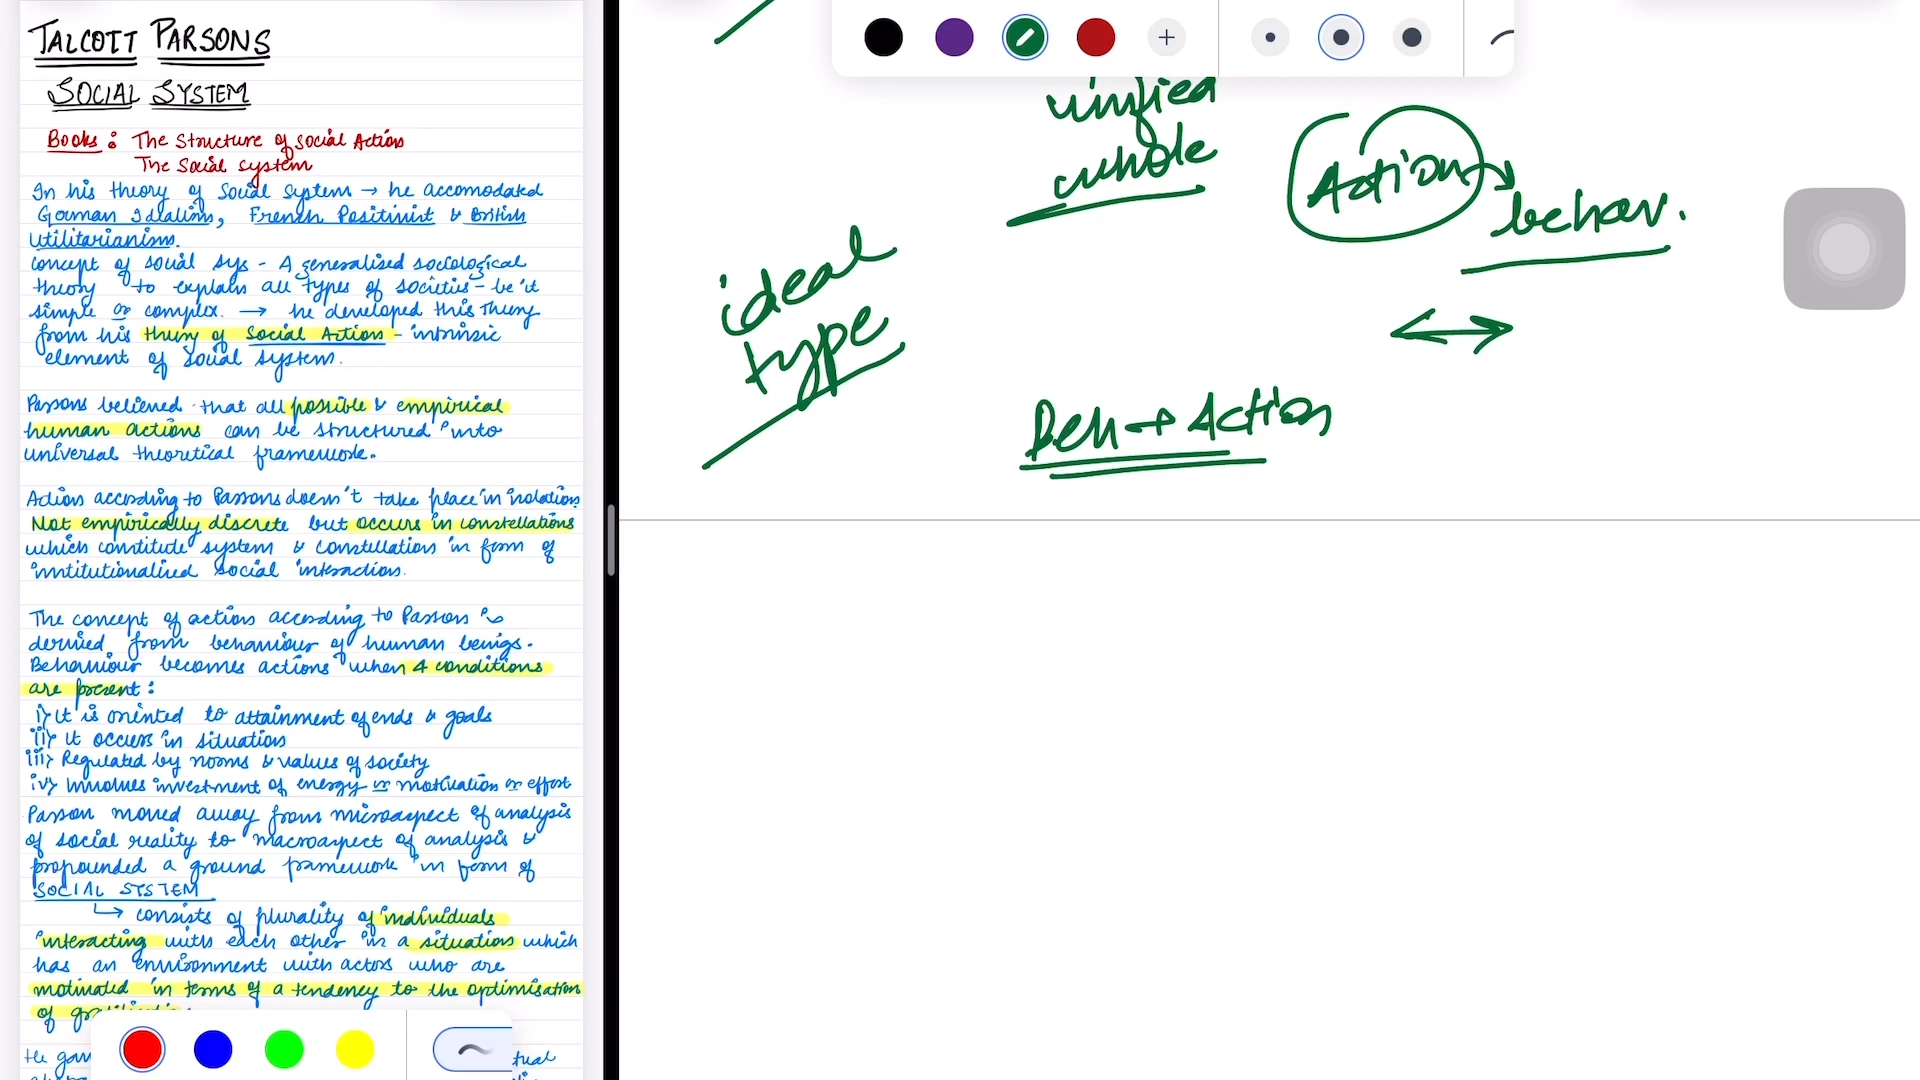 TALCOTT PARSONS
SOCIAL SYSTEM
Books: The Structure of Social Action
The Social system
In his theory of Social System → he accomodated
German Idealism, French Positivist & British
Utilitarianism.
Concept of Social Sys - A generalised sociological
theory to explain all types of societies - be it
simple or complex. → he developed this theory
from his theory of Social Action - intrinsic
element of social system.
Parsons believed that all possible & empirical
human actions can be structured into
universal theoretical framework.
Action according to Parsons doesn't take place in isolation.
Not empirically discrete but occurs in constellations
which constitute system & constellation in form of
institutionalised social interaction.
The concept of action according to Parsons is
derived from behaviour of human beings.
Behaviour becomes actions when 4 conditions
are present:
i) It is oriented to attainment of ends & goals
ii) It occurs in situation
iii) Regulated by norms & values of society
iv) Involves investment of energy or motivation or effort
Parson moved away from microaspect of analysis
of social reality to macroaspect of analysis &
propounded a ground framework in form of
SOCIAL SYSTEM
↳ consists of plurality of individuals
interacting with each other in a situation which
has an environment with actors who are
motivated in terms of a tendency to the optimisation
of
He
unified
whole
Action
behav.
ideal
type
Beh → Action